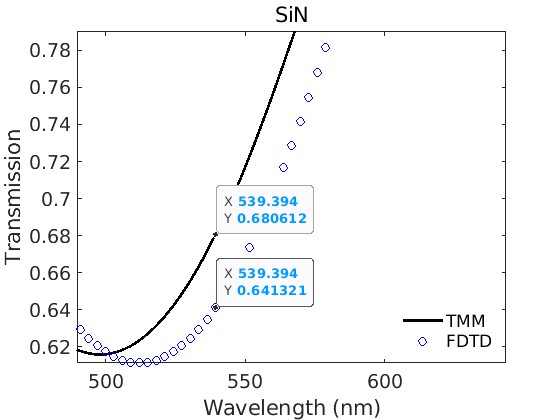 SiN
0.78
0.76
0.74
0.72
0.7
0.68
0.66
0.64
0.62
Transmission
X 539.394
Y 0.680612
X 539.394
Y 0.641321
TMM
FDTD
500
550
600
Wavelength (nm)